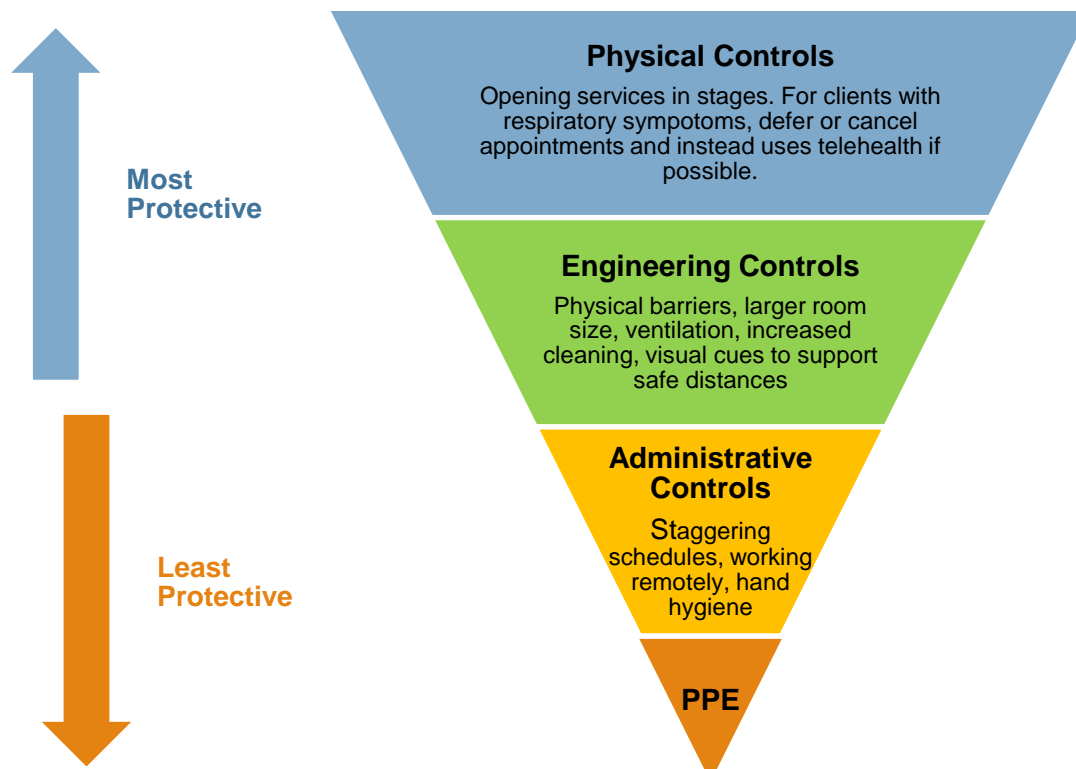 Physical Controls
Opening services in stages. For clients with
respiratory sympotoms, defer or cancel
appointments and instead uses telehealth if
possible.
Most
Protective
Engineering Controls
Physical barriers, larger room
size, ventilation, increased
cleaning, visual cues to support
safe distances
Administrative
Controls
Staggering
schedules, working
remotely, hand
hygiene
Least
Protective
PPE